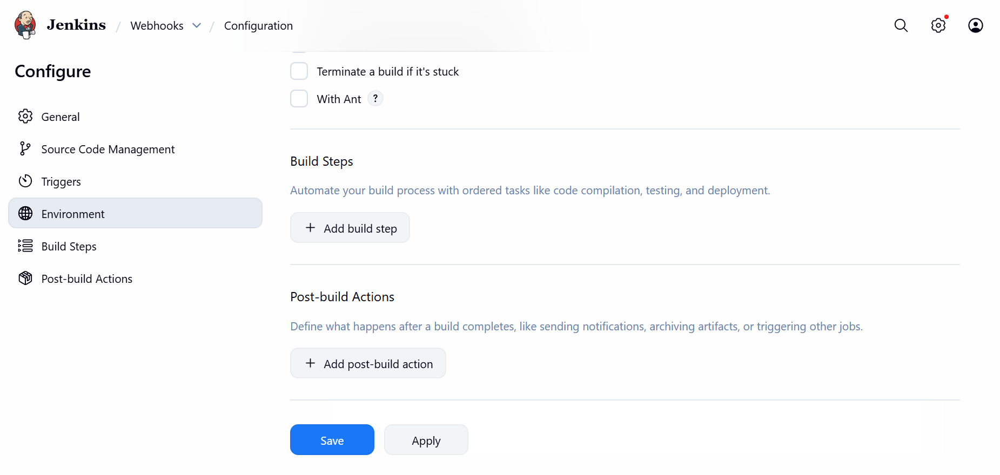 Jenkins / Webhooks / Configuration
Configure
General
Source Code Management
Triggers
Environment
Build Steps
Post-build Actions
Terminate a build if it's stuck
With Ant ?
Build Steps
Automate your build process with ordered tasks like code compilation, testing, and deployment.
+ Add build step
Post-build Actions
Define what happens after a build completes, like sending notifications, archiving artifacts, or triggering other jobs.
+ Add post-build action
Save
Apply